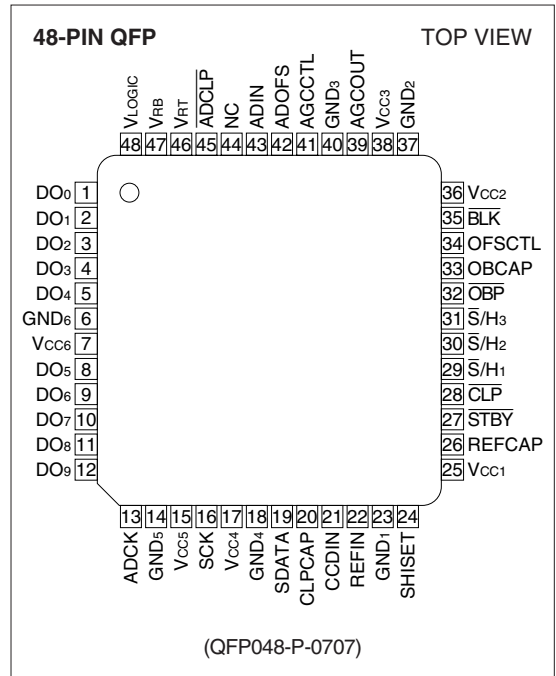 48-PIN QFP TOP VIEW
VLOGIC
VRB
VRT
ADCLP
NC
ADIN
ADOFS
AGCCTL
GND3
AGCOUT
VCC3
GND2
48 47 46 45 44 43 42 41 40 39 38 37
DO0 1
DO1 2
DO2 3
DO3 4
DO4 5
GND6 6
VCC6 7
DO5 8
DO6 9
DO7 10
DO8 11
DO9 12
36 VCC2
35 BLK
34 OFSCTL
33 OBCAP
32 OBP
31 S/H3
30 S/H2
29 S/H1
28 CLP
27 STBY
26 REFCAP
25 VCC1
13 14 15 16 17 18 19 20 21 22 23 24
ADCK
GND5
VCC5
SCK
VCC4
GND4
SDATA
CLPCAP
CCDIN
REFIN
GND1
SHISET
(QFP048-P-0707)